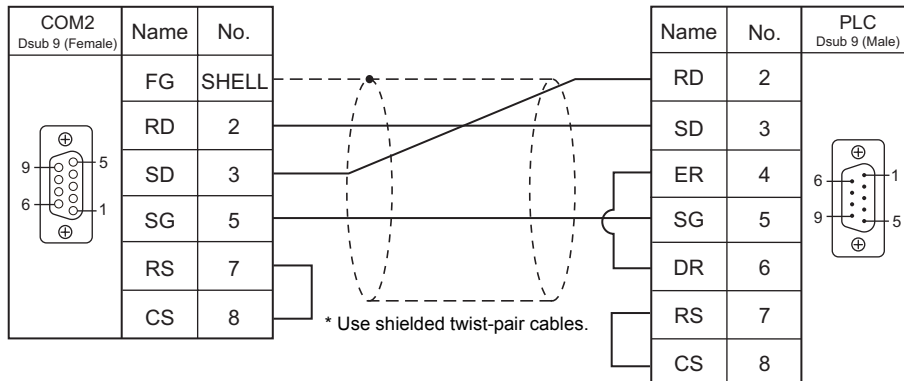 COM2
Dsub 9 (Female)
Name No.
FG SHELL
RD 2
SD 3
SG 5
RS 7
CS 8
9
5
6
1
* Use shielded twist-pair cables.
Name No.
PLC
Dsub 9 (Male)
RD 2
SD 3
ER 4
SG 5
DR 6
RS 7
CS 8
6
1
9
5